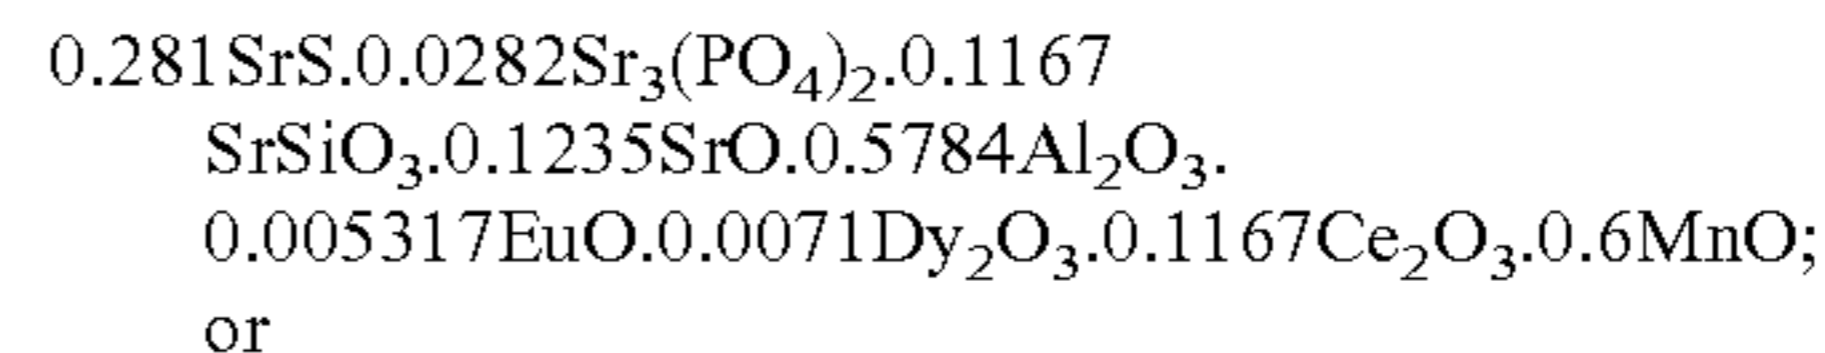 0.281SrS.0.0282Sr₃(PO₄)₂.0.1167
SrSiO₃.0.1235SrO.0.5784Al₂O₃.
0.005317EuO.0.0071Dy₂O₃.0.1167Ce₂O₃.0.6MnO;
or